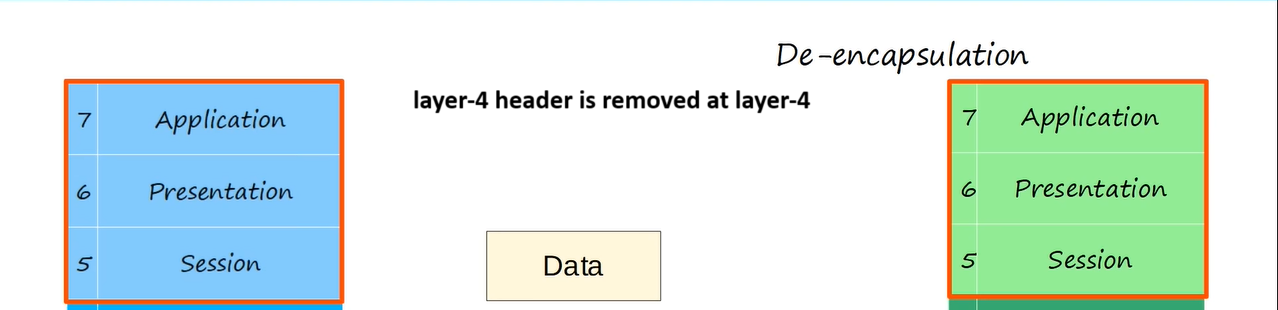 De-encapsulation
layer-4 header is removed at layer-4
7 Application
6 Presentation
5 Session
Data
7 Application
6 Presentation
5 Session